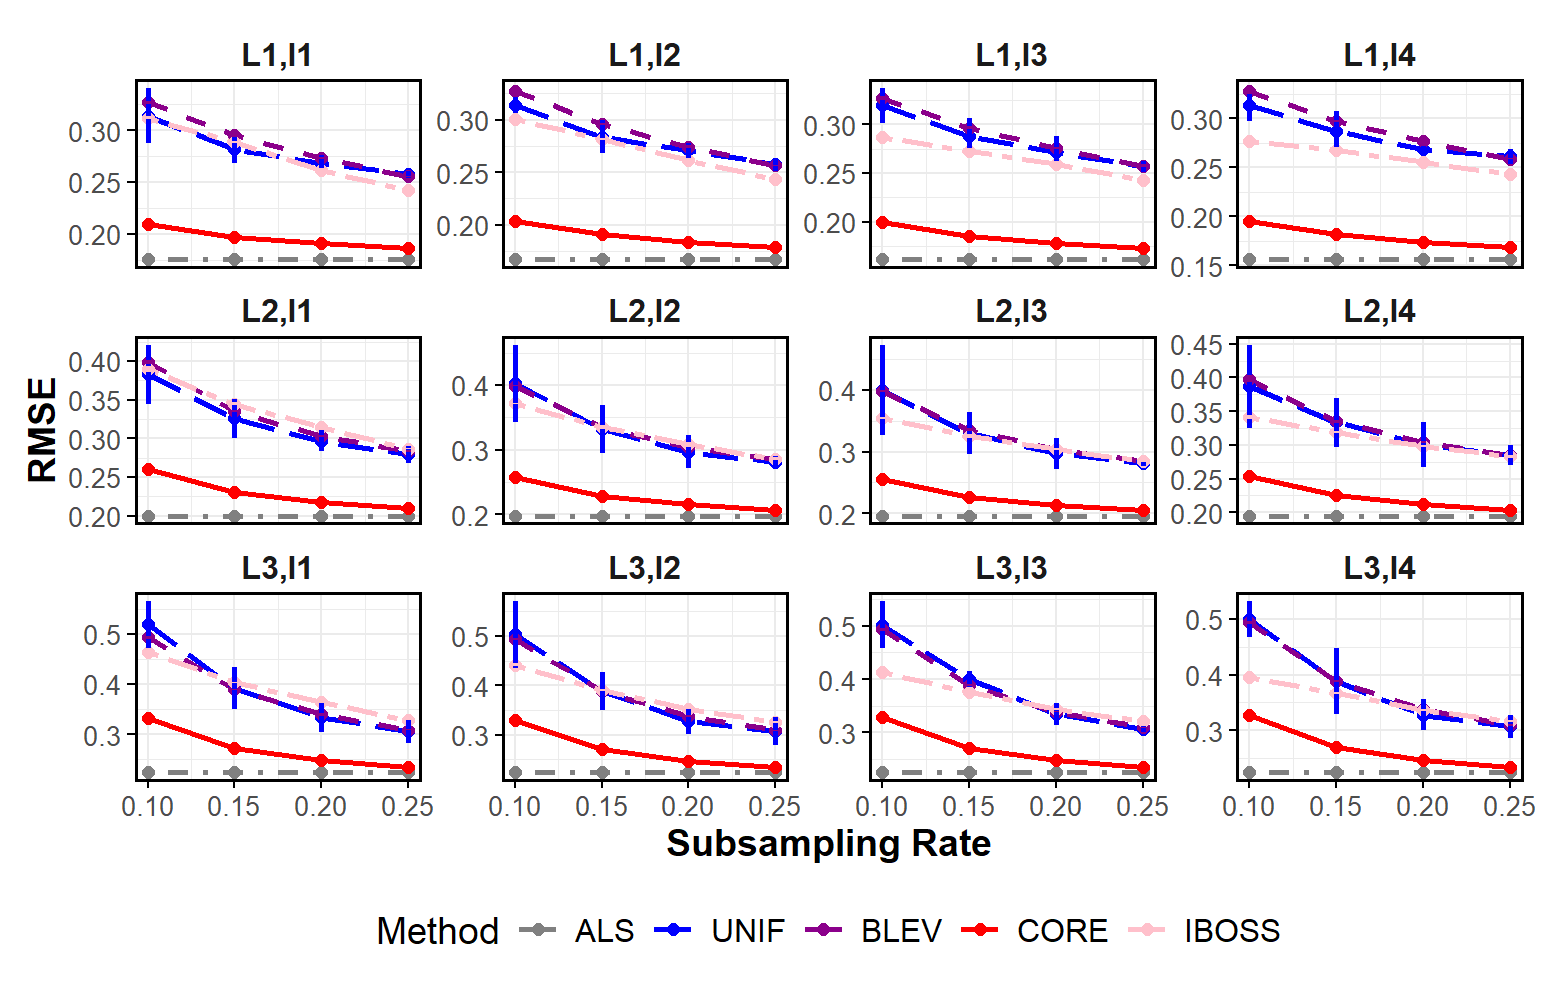 L1,I1 L1,I2 L1,I3 L1,I4
0.30 0.30 0.30 0.30
0.25 0.25 0.25 0.25
0.20 0.20 0.20 0.20
0.15
L2,I1 L2,I2 L2,I3 L2,I4
0.45
0.40 0.4 0.4 0.40
0.35 0.35
0.30 0.3 0.3 0.30
0.25 0.25
0.20 0.2 0.2 0.20
RMSE
L3,I1 L3,I2 L3,I3 L3,I4
0.5 0.5 0.5 0.5
0.4 0.4 0.4 0.4
0.3 0.3 0.3 0.3
0.10 0.15 0.20 0.25 0.10 0.15 0.20 0.25 0.10 0.15 0.20 0.25 0.10 0.15 0.20 0.25
Subsampling Rate
Method ALS UNIF BLEV CORE IBOSS